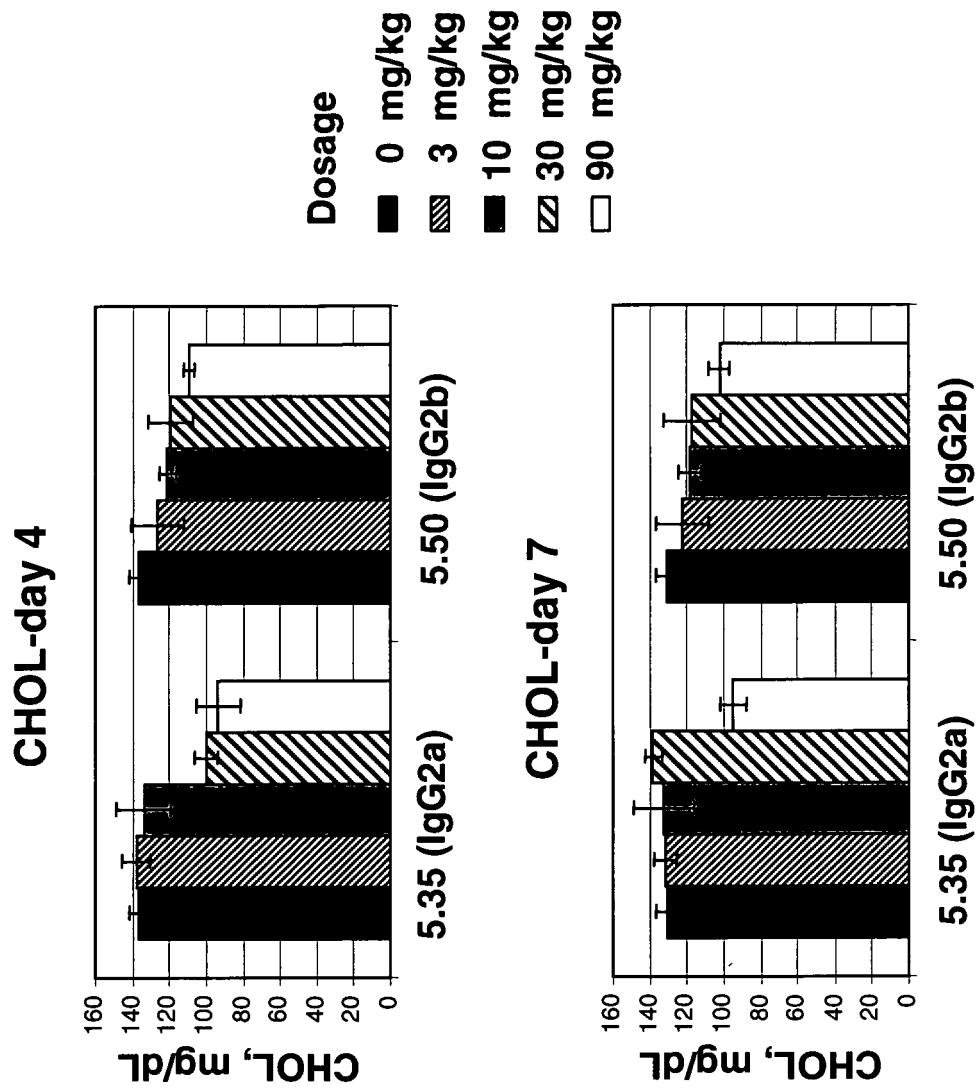 CHOL-day 4
CHOL, mg/dL
160
140
120
100
80
60
40
20
0
5.35 (IgG2a)
5.50 (IgG2b)
CHOL-day 7
CHOL, mg/dL
160
140
120
100
80
60
40
20
0
5.35 (IgG2a)
5.50 (IgG2b)
Dosage
0 mg/kg
3 mg/kg
10 mg/kg
30 mg/kg
90 mg/kg